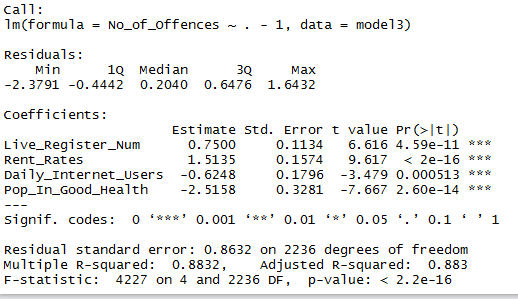 Call:
lm(formula = No_of_Offences ~ . - 1, data = model3)
Residuals:
    Min      1Q  Median      3Q     Max
-2.3791 -0.4442  0.2040  0.6476  1.6432
Coefficients:
                     Estimate Std. Error t value Pr(>|t|)
Live_Register_Num      0.7500     0.1134   6.616 4.59e-11 ***
Rent_Rates             1.5135     0.1574   9.617  < 2e-16 ***
Daily_Internet_Users  -0.6248     0.1796  -3.479 0.000513 ***
Pop_In_Good_Health    -2.5158     0.3281  -7.667 2.60e-14 ***
---
Signif. codes:  0 ‘***’ 0.001 ‘**’ 0.01 ‘*’ 0.05 ‘.’ 0.1 ‘ ’ 1
Residual standard error: 0.8632 on 2236 degrees of freedom
Multiple R-squared:  0.8832,    Adjusted R-squared:  0.883
F-statistic:  4227 on 4 and 2236 DF,  p-value: < 2.2e-16